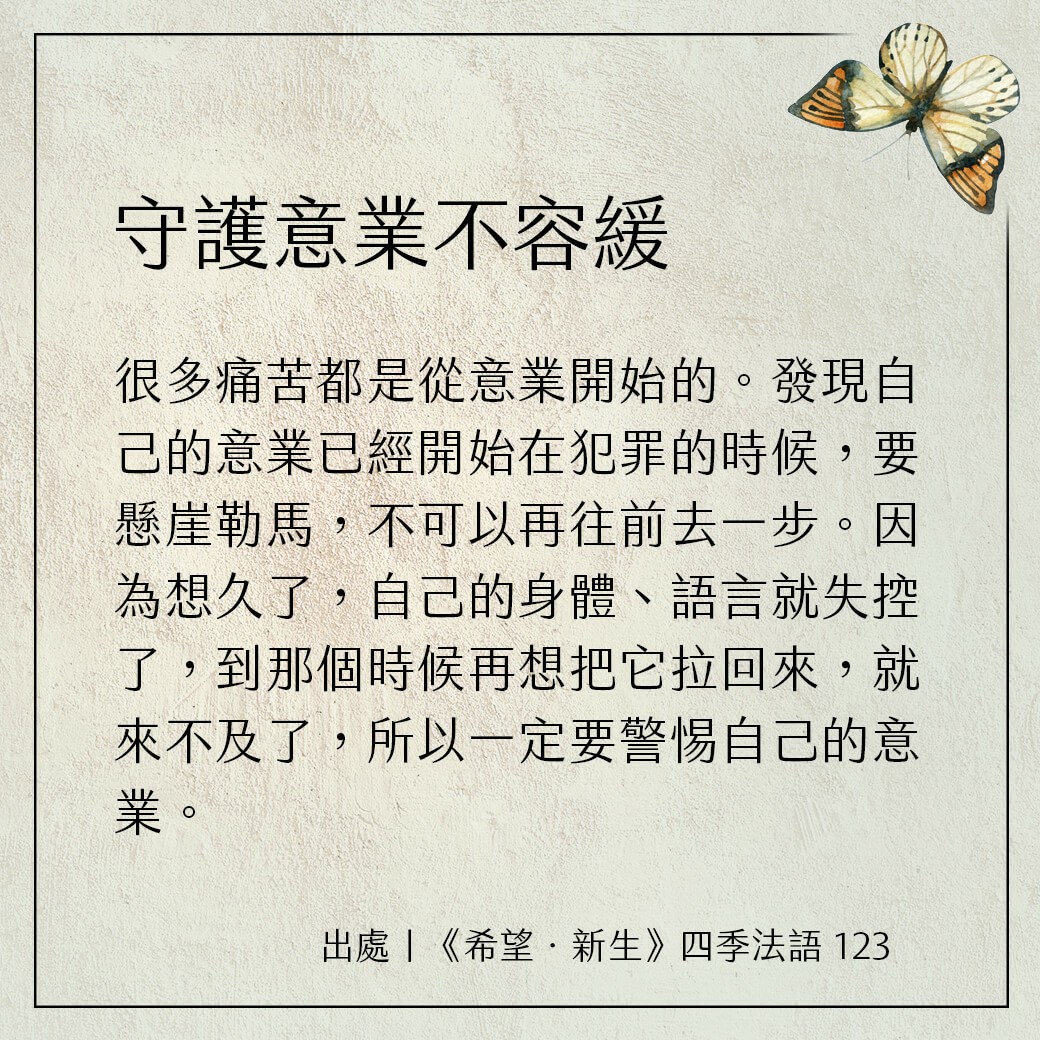 守護意業不容緩
很多痛苦都是從意業開始的。發現自
己的意業已經開始在犯罪的時候，要
懸崖勒馬，不可以再往前去一步。因
為想久了，自己的身體、語言就失控
了，到那個時候再想把它拉回來，就
來不及了，所以一定要警惕自己的意
業。
出處｜《希望．新生》四季法語 123